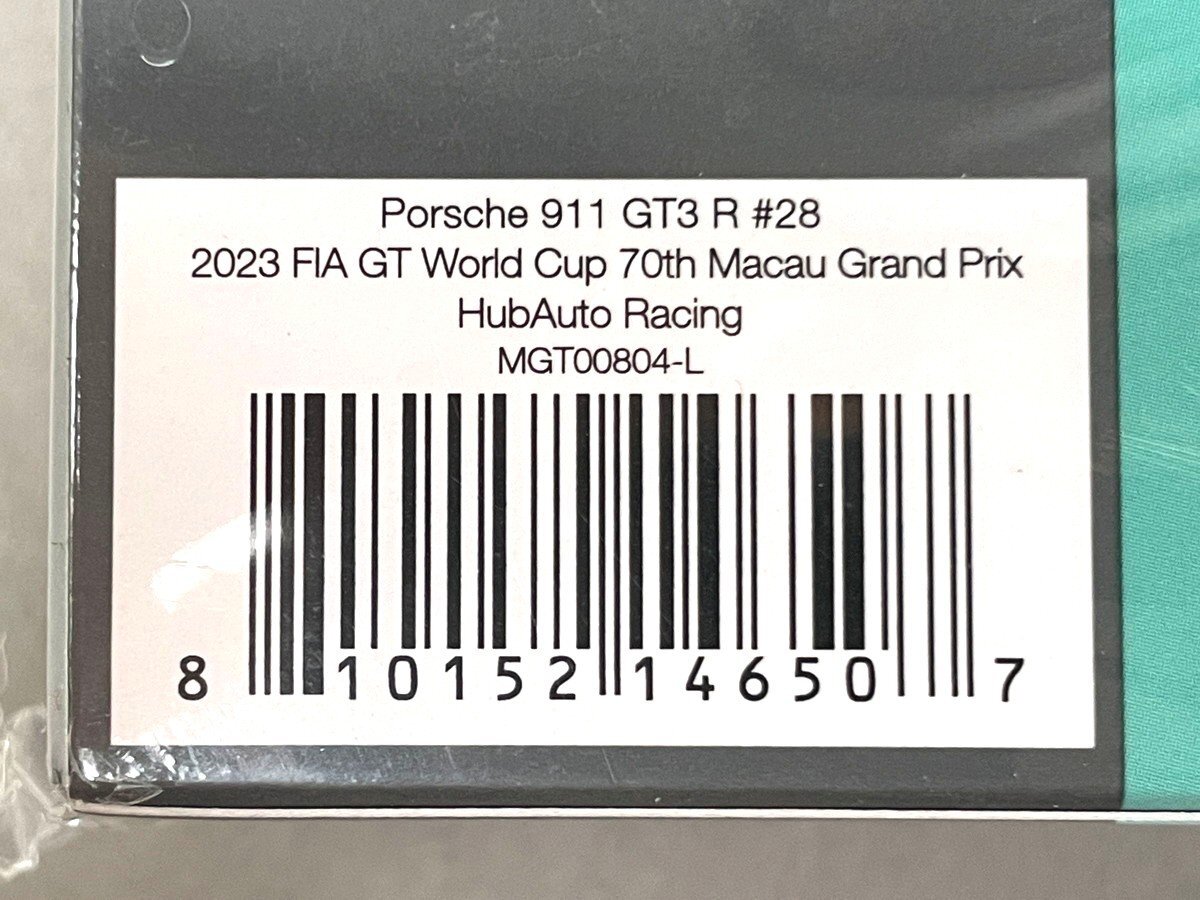 Porsche 911 GT3 R #28
2023 FIA GT World Cup 70th Macau Grand Prix
HubAuto Racing
MGT00804-L
8 10152 14650 7